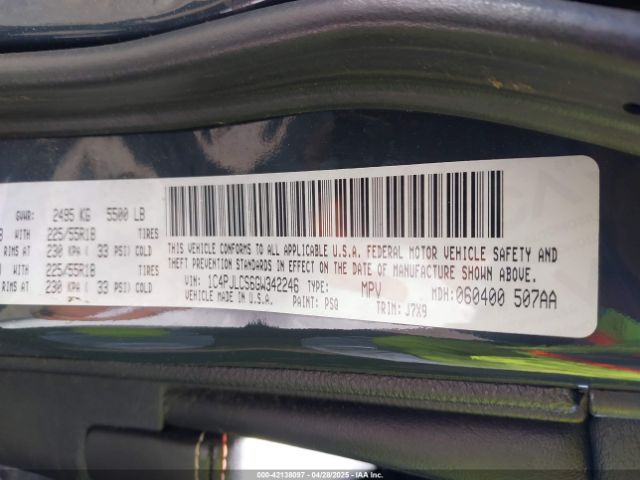 GVWR: 2495 KG 5500 LB
B WITH 225/55R18 TIRES
RIMS AT 230 KPA ( 33 PSI) COLD
WITH 225/55R18 TIRES
RIMS AT 230 KPA ( 33 PSI) COLD
THIS VEHICLE CONFORMS TO ALL APPLICABLE U.S.A. FEDERAL MOTOR VEHICLE SAFETY AND
THEFT PREVENTION STANDARDS IN EFFECT ON THE DATE OF MANUFACTURE SHOWN ABOVE.
VIN: 1C4PJLCS6GW342246 TYPE: MPV MDH: 060400 507AA
VEHICLE MADE IN U.S.A. PAINT: PSQ TRIM: J7X9
000-42138097 04/28/2025 IAA Inc.